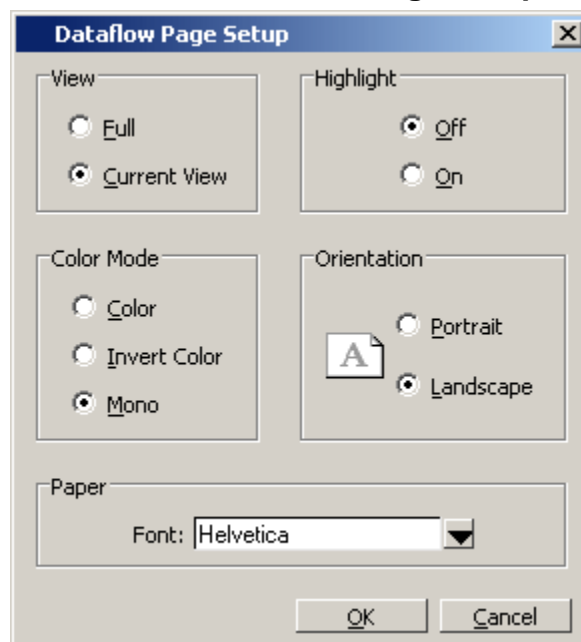 Dataflow Page Setup
View
Full
Current View
Highlight
Off
On
Color Mode
Color
Invert Color
Mono
Orientation
A
Portrait
Landscape
Paper
Font: Helvetica
OK
Cancel